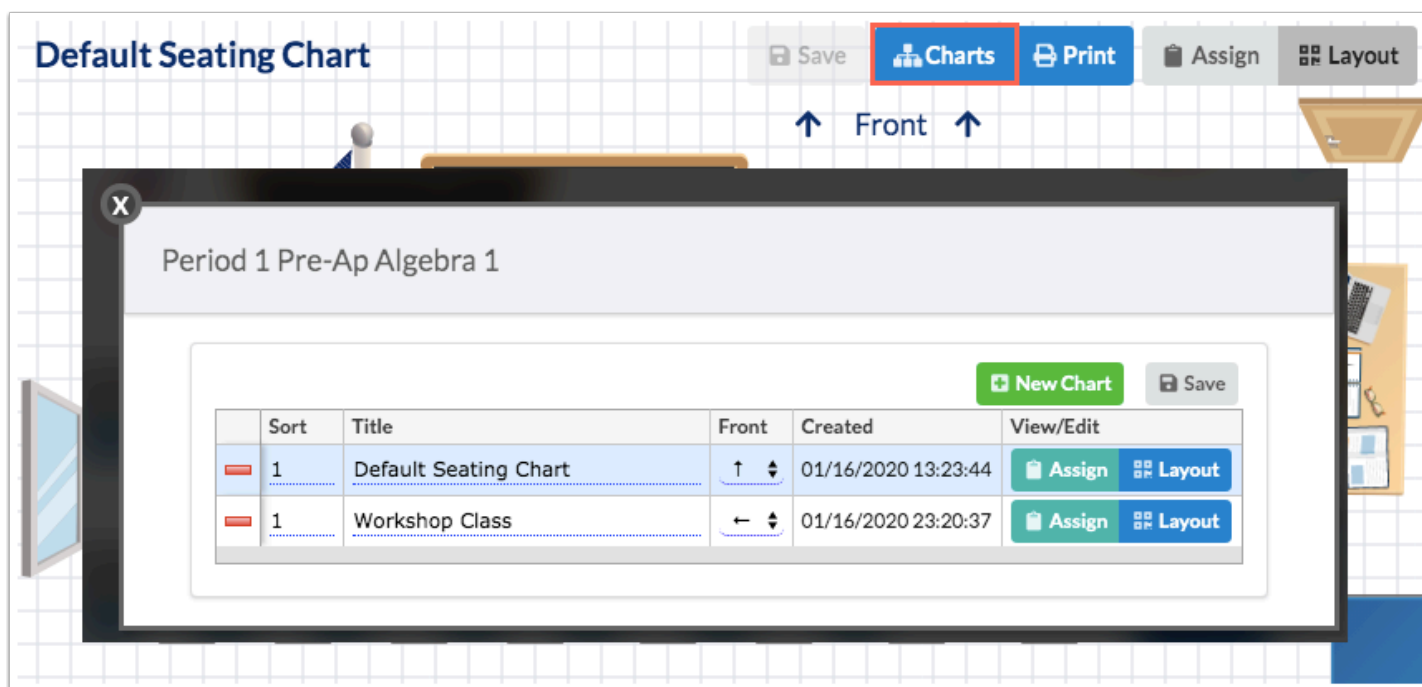 Default Seating Chart Save Charts Print Assign Layout
↑ Front ↑
X
Period 1 Pre-Ap Algebra 1
New Chart Save
Sort Title Front Created View/Edit
1 Default Seating Chart ↑ 01/16/2020 13:23:44 Assign Layout
1 Workshop Class ← 01/16/2020 23:20:37 Assign Layout